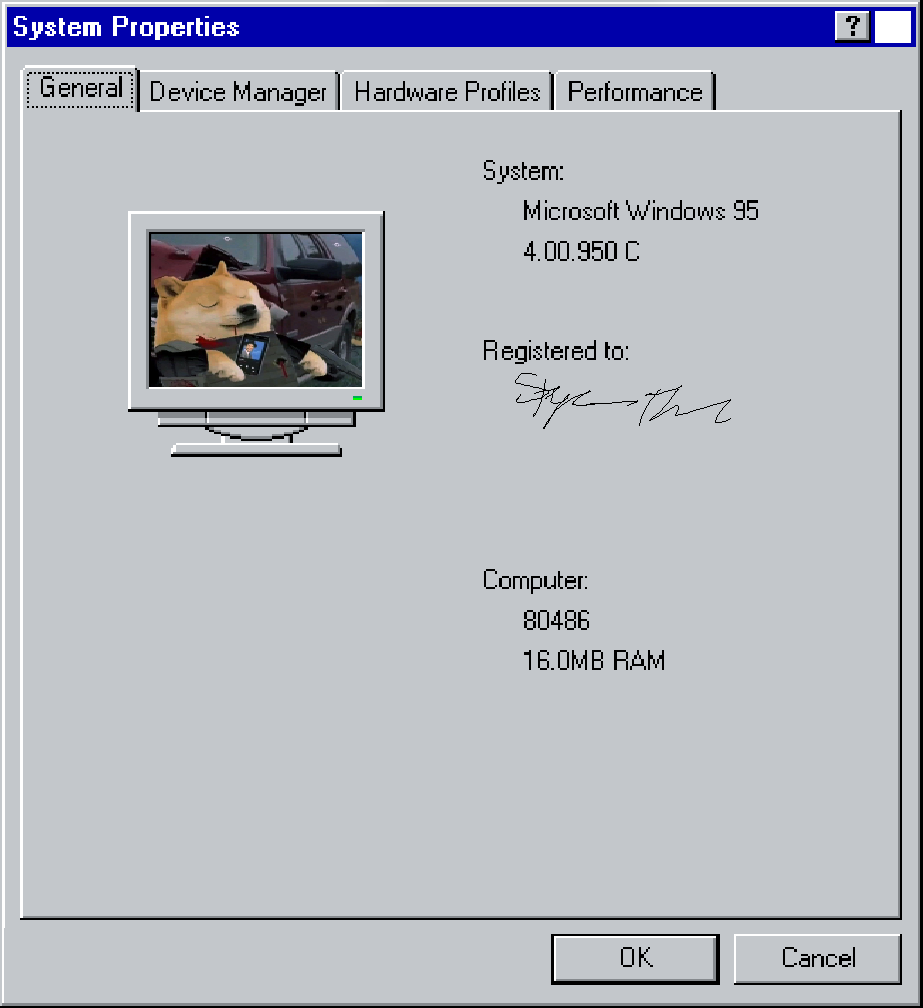 System Properties
?
General Device Manager Hardware Profiles Performance
System:
Microsoft Windows 95
4.00.950 C
Registered to:
Computer:
80486
16.0MB RAM
OK Cancel